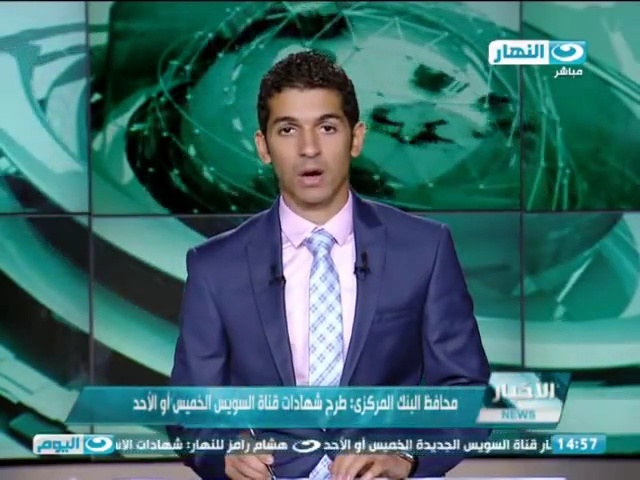 النهار
مباشر
محافظ البنك المركزى: طرح شهادات قناة السويس الخميس أو الأحد
الأخبار
NEWS
14:57
قناة السويس الجديدة الخميس أو الأحد
هشام رامز للنهار: شهادات
اليوم